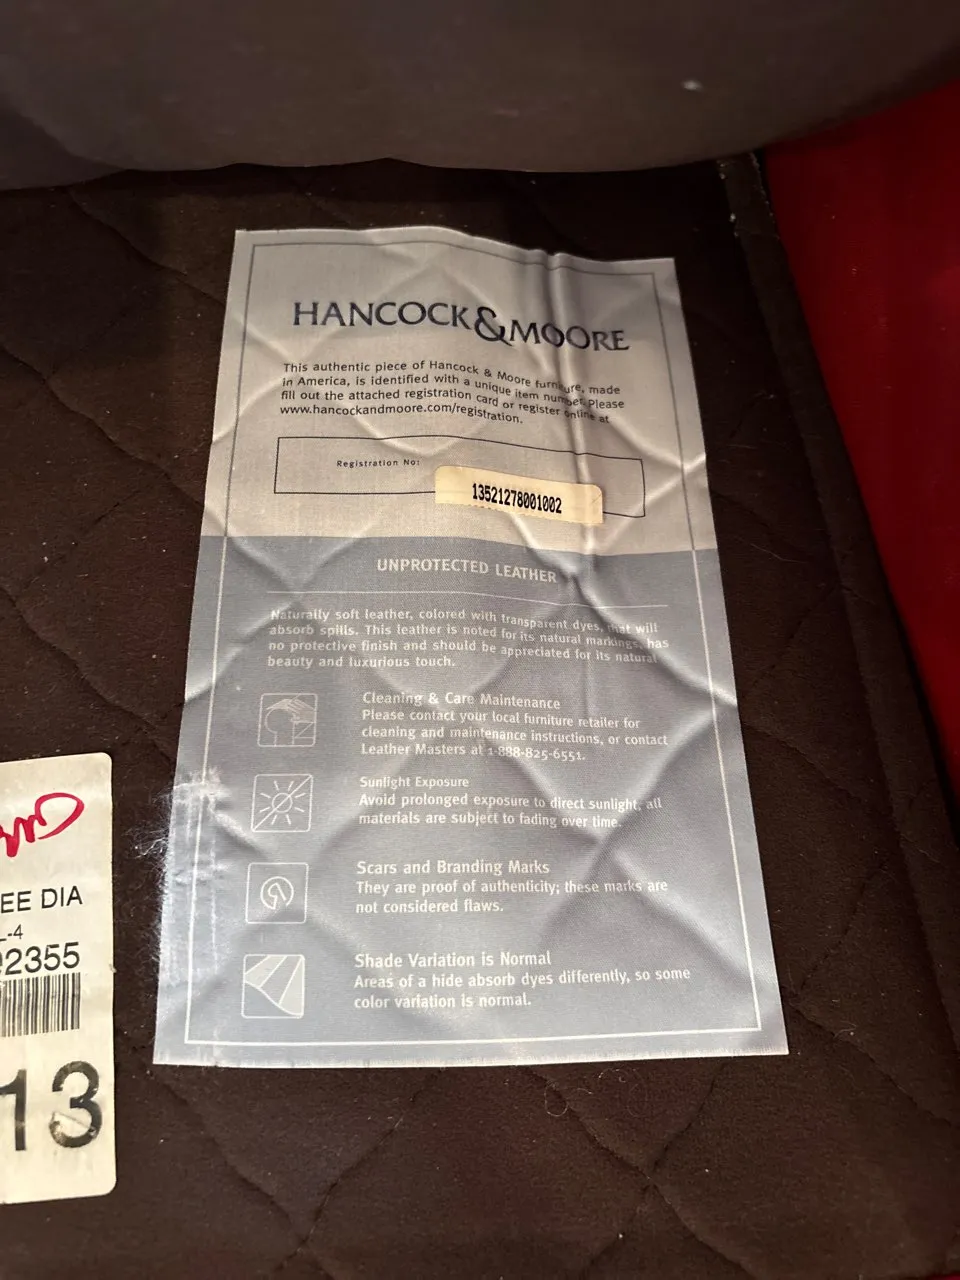 HANCOCK & MOORE
This authentic piece of Hancock & Moore furniture, made
in America, is identified with a unique item number. Please
fill out the attached registration card or register online at
www.hancockandmoore.com/registration.
Registration No:
13521278001002
UNPROTECTED LEATHER
Naturally soft leather, colored with transparent dyes, that will
absorb spills. This leather is noted for its natural markings, has
no protective finish and should be appreciated for its natural
beauty and luxurious touch.
Cleaning & Care Maintenance
Please contact your local furniture retailer for
cleaning and maintenance instructions, or contact
Leather Masters at 1-888-825-6551.
Sunlight Exposure
Avoid prolonged exposure to direct sunlight, all
materials are subject to fading over time.
Scars and Branding Marks
They are proof of authenticity; these marks are
not considered flaws.
Shade Variation is Normal
Areas of a hide absorb dyes differently, so some
color variation is normal.
EE DIA
-4
2355
13